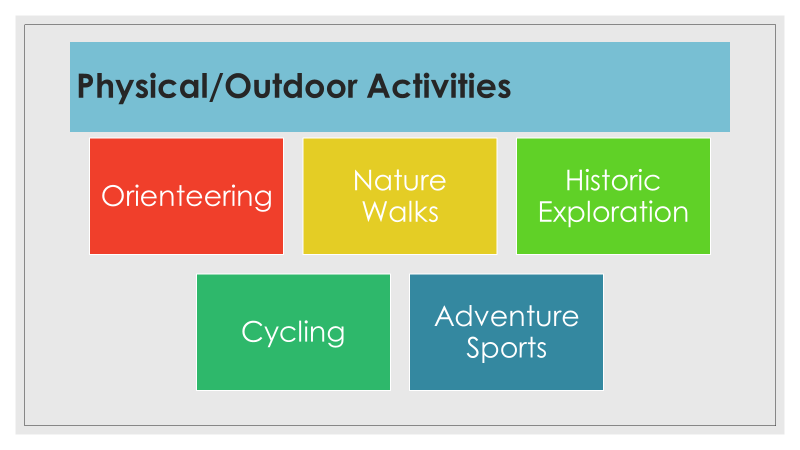 Physical/Outdoor Activities
Orienteering
Nature
Walks
Historic
Exploration
Cycling
Adventure
Sports